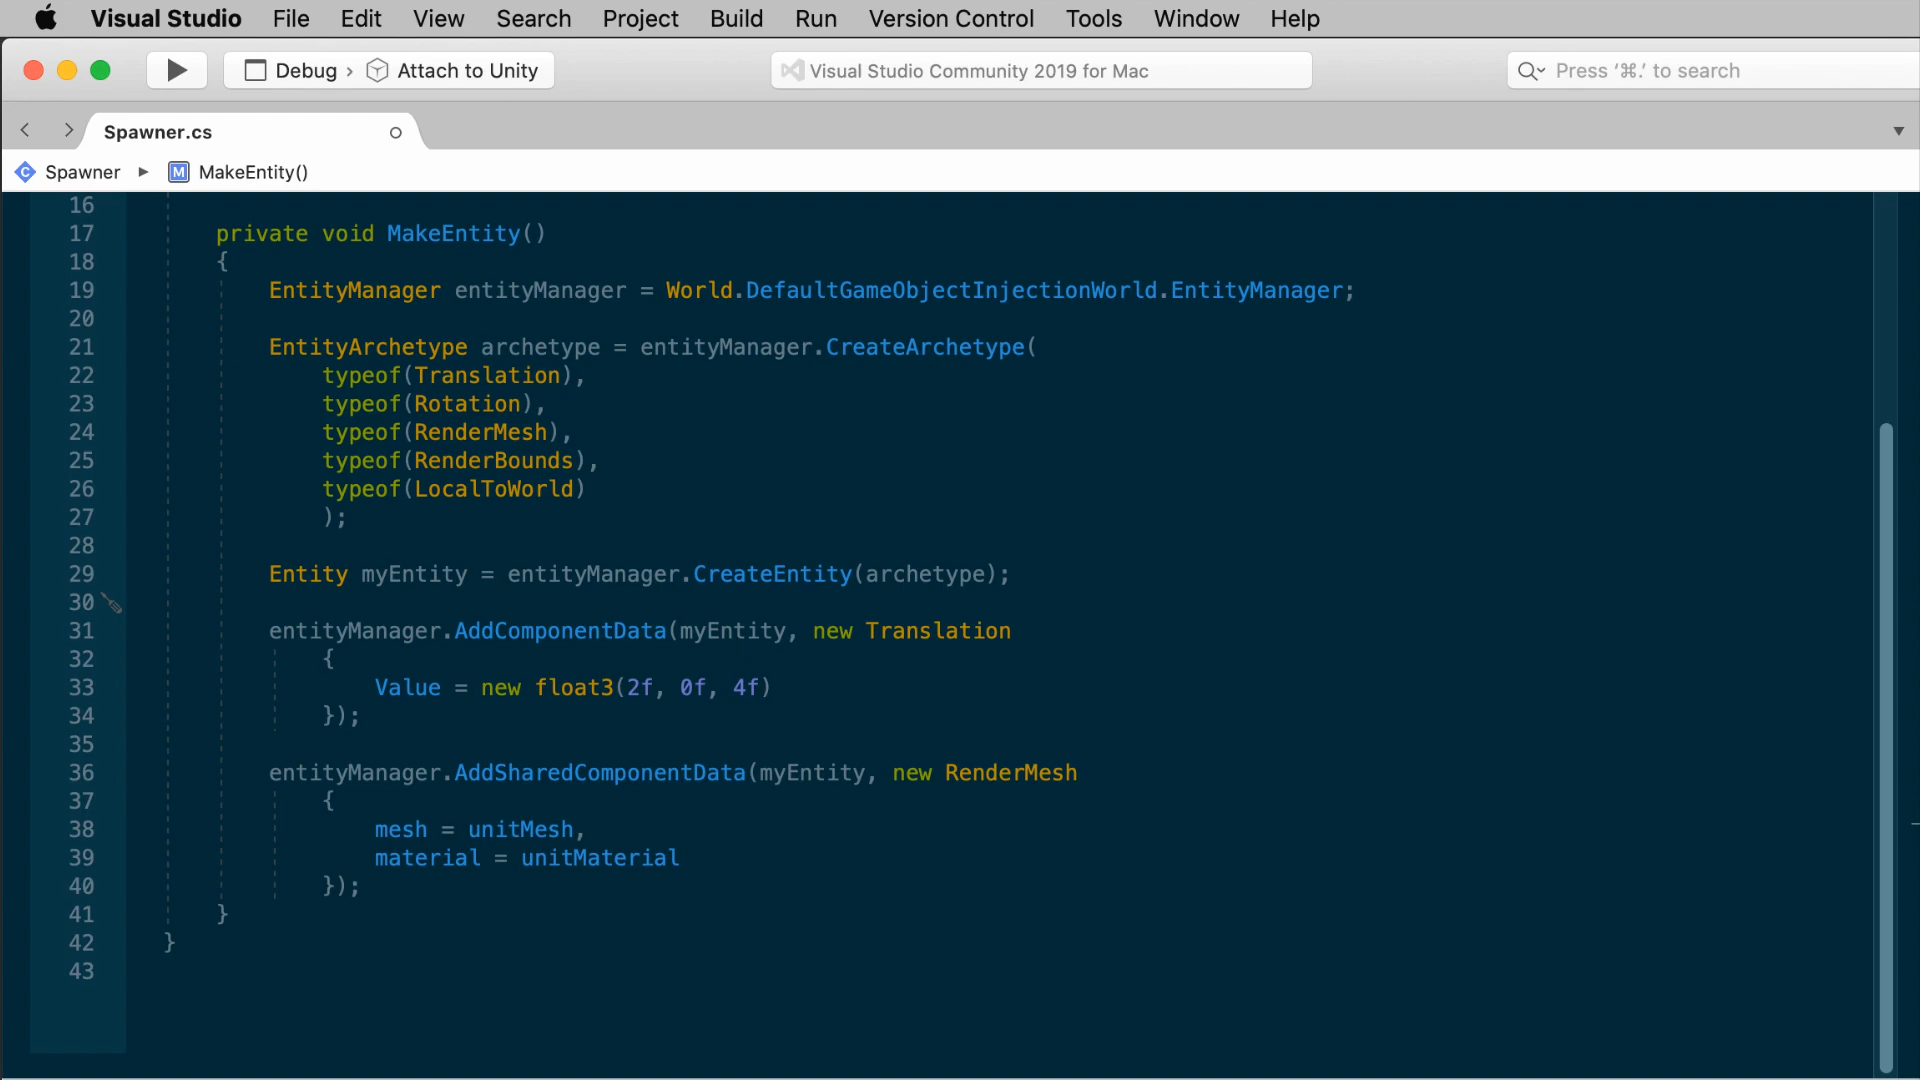 Visual Studio File Edit View Search Project Build Run Version Control Tools Window Help
Debug › Attach to Unity Visual Studio Community 2019 for Mac Press ‘⌘.’ to search
Spawner.cs
Spawner ▸ M MakeEntity()
16
17 private void MakeEntity()
18 {
19 EntityManager entityManager = World.DefaultGameObjectInjectionWorld.EntityManager;
20
21 EntityArchetype archetype = entityManager.CreateArchetype(
22 typeof(Translation),
23 typeof(Rotation),
24 typeof(RenderMesh),
25 typeof(RenderBounds),
26 typeof(LocalToWorld)
27 );
28
29 Entity myEntity = entityManager.CreateEntity(archetype);
30
31 entityManager.AddComponentData(myEntity, new Translation
32 {
33 Value = new float3(2f, 0f, 4f)
34 });
35
36 entityManager.AddSharedComponentData(myEntity, new RenderMesh
37 {
38 mesh = unitMesh,
39 material = unitMaterial
40 });
41 }
42 }
43